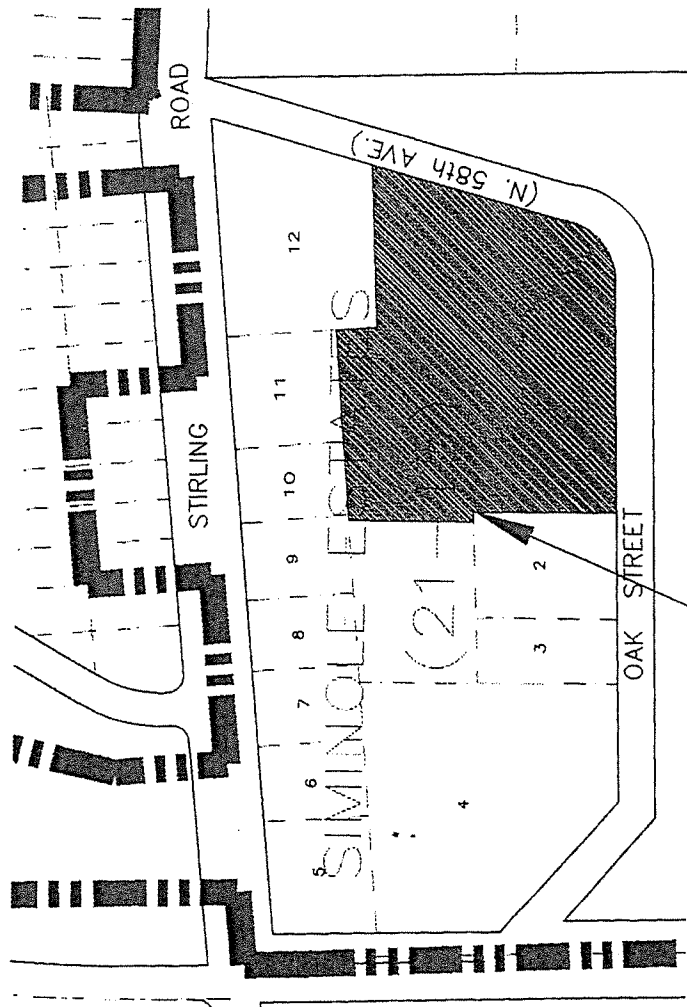 ROAD
STIRLING
(N. 58th AVE.)
12
11
10
9
8
7
6
5
4
3
2
SIMINOLE ESTATES
(21-
OAK STREET